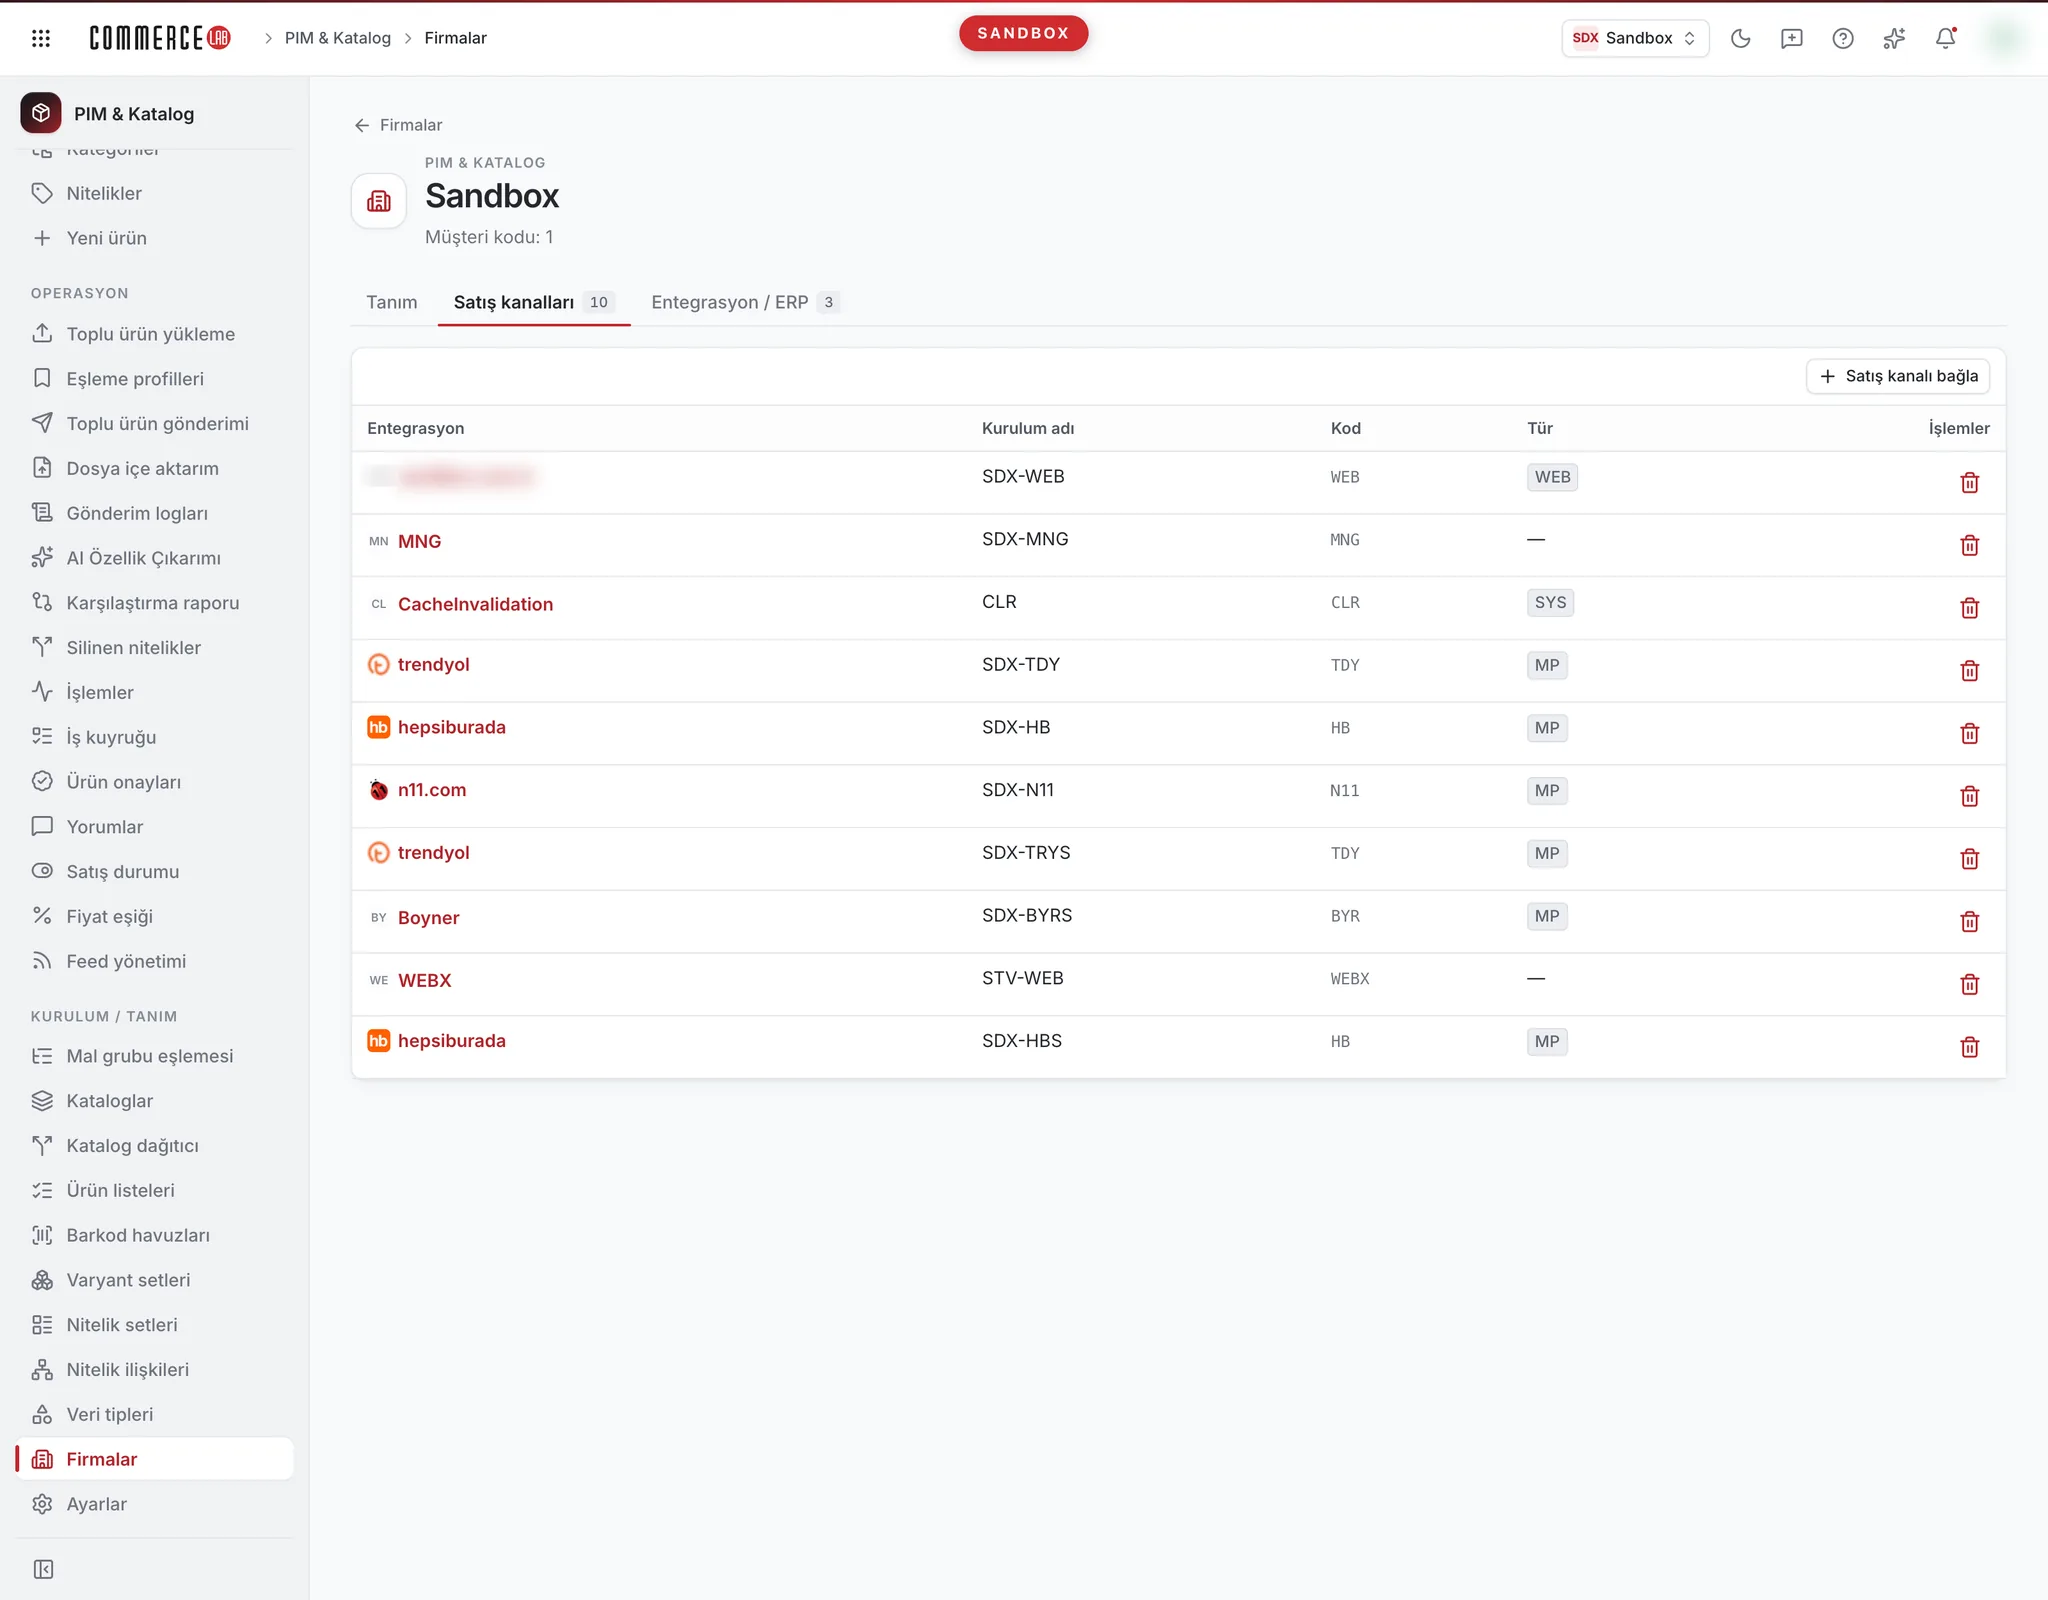 COMMERCE LAB
PIM & Katalog
Firmalar
SANDBOX
SDX Sandbox
PIM & Katalog
Kategoriler
Nitelikler
Yeni ürün
OPERASYON
Toplu ürün yükleme
Eşleme profilleri
Toplu ürün gönderimi
Dosya içe aktarım
Gönderim logları
AI Özellik Çıkarımı
Karşılaştırma raporu
Silinen nitelikler
İşlemler
İş kuyruğu
Ürün onayları
Yorumlar
Satış durumu
Fiyat eşiği
Feed yönetimi
KURULUM / TANIM
Mal grubu eşlemesi
Kataloglar
Katalog dağıtıcı
Ürün listeleri
Barkod havuzları
Varyant setleri
Nitelik setleri
Nitelik ilişkileri
Veri tipleri
Firmalar
Ayarlar
Firmalar
PIM & KATALOG
Sandbox
Müşteri kodu: 1
Tanım
Satış kanalları 10
Entegrasyon / ERP 3
Satış kanalı bağla
Entegrasyon Kurulum adı Kod Tür İşlemler
SDX-WEB WEB WEB
MN MNG SDX-MNG MNG —
CL CacheInvalidation CLR CLR SYS
trendyol SDX-TDY TDY MP
hb hepsiburada SDX-HB HB MP
n11.com SDX-N11 N11 MP
trendyol SDX-TRYS TDY MP
BY Boyner SDX-BYRS BYR MP
WE WEBX STV-WEB WEBX —
hb hepsiburada SDX-HBS HB MP